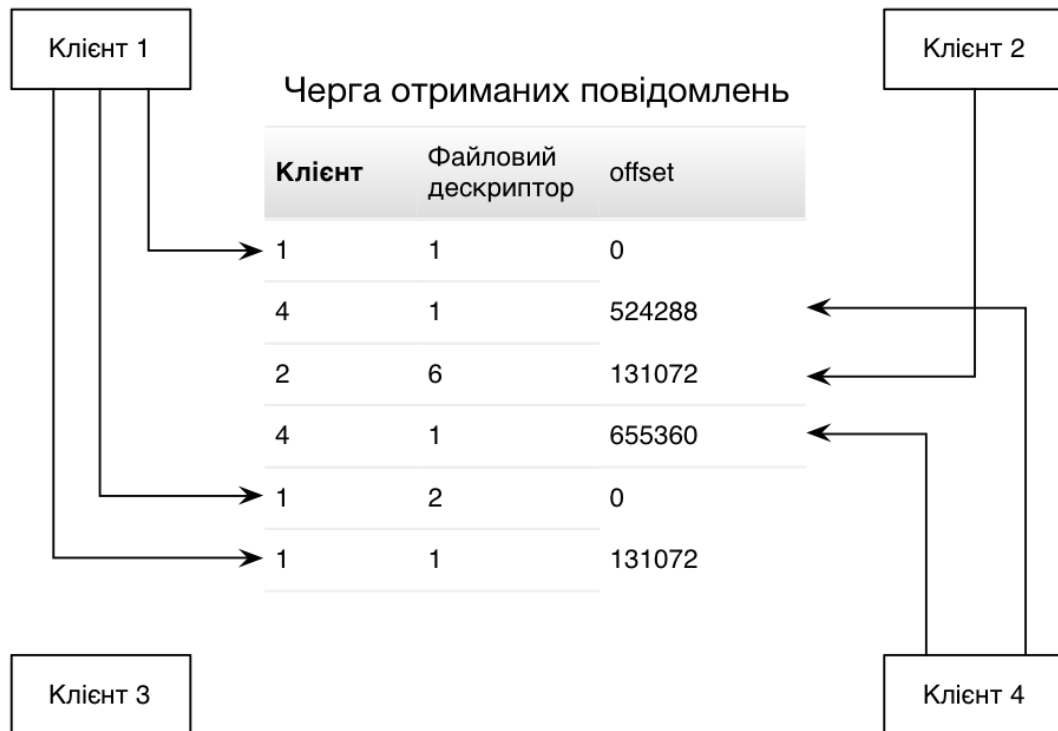 Клієнт 1
Клієнт 2
Черга отриманих повідомлень
Клієнт Файловий дескриптор offset
1 1 0
4 1 524288
2 6 131072
4 1 655360
1 2 0
1 1 131072
Клієнт 3
Клієнт 4